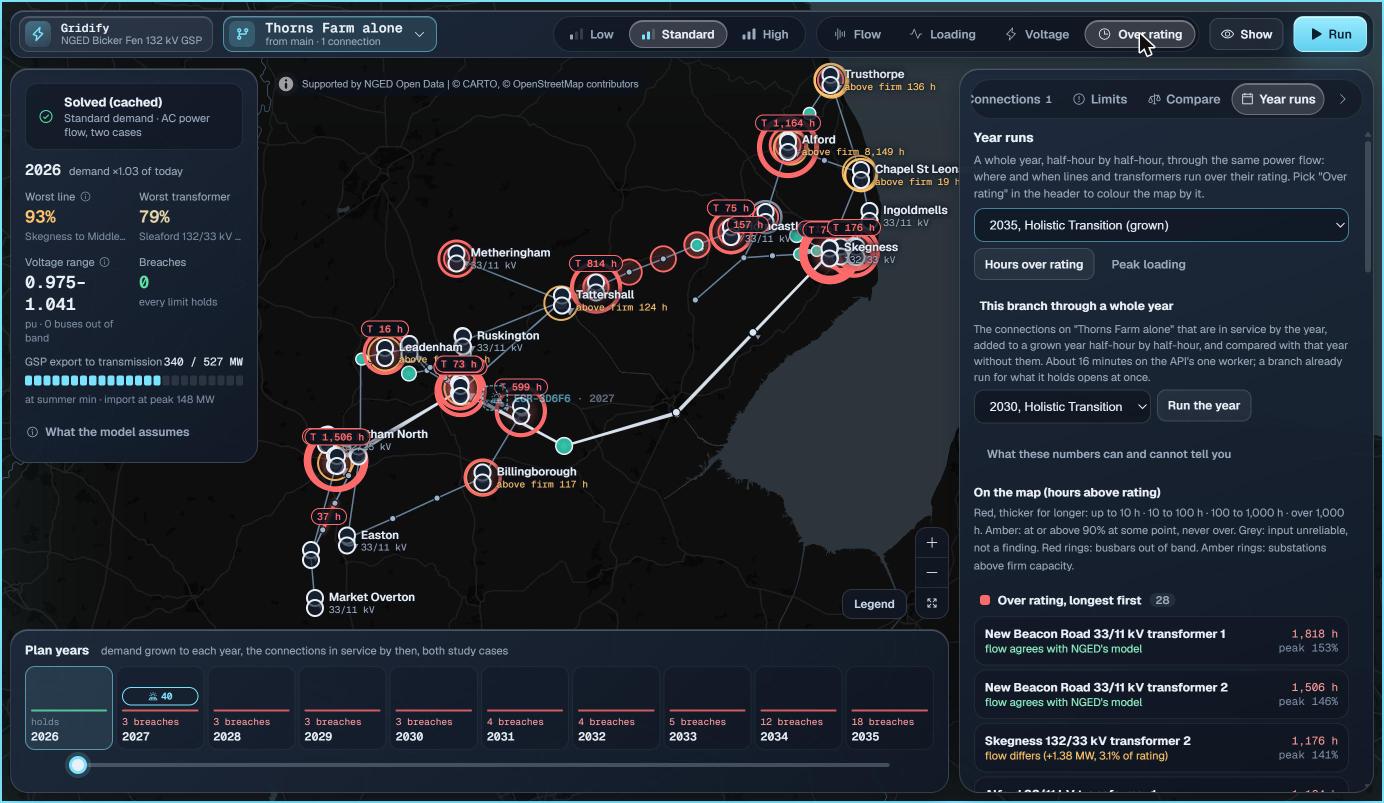 Gridify
NGED Bicker Fen 132 kV GSP
Thorns Farm alone
from main · 1 connection
Low
Standard
High
Flow
Loading
Voltage
Over rating
Show
Run
Solved (cached)
Standard demand · AC power
flow, two cases
2026 demand ×1.03 of today
Worst line
Worst transformer
93%
79%
Skegness to Middle…
Sleaford 132/33 kV …
Voltage range
Breaches
0.975–
1.041
0
every limit holds
pu · 0 buses out of
band
GSP export to transmission 340 / 527 MW
at summer min · import at peak 148 MW
What the model assumes
Supported by NGED Open Data | © CARTO, © OpenStreetMap contributors
Trusthorpe
above firm 136 h
T 1,164 h
Alford
above firm 8,149 h
Chapel St Leon
above firm 19 h
Ingoldmells
33/11 kV
T 75 h
157 h
33/11 kV
T 176 h
Skegness
132/33 kV
Metheringham
33/11 kV
T 814 h
Tattershall
above firm 124 h
T 16 h
Leadenham
Ruskington
33/11 kV
T 73 h
T 599 h
· 2027
T 1,506 h
ham North
37 h
Billingborough
above firm 117 h
Easton
33/11 kV
Market Overton
33/11 kV
Legend
Connections 1
Limits
Compare
Year runs
Year runs
A whole year, half-hour by half-hour, through the same power flow:
where and when lines and transformers run over their rating. Pick "Over
rating" in the header to colour the map by it.
2035, Holistic Transition (grown)
Hours over rating
Peak loading
This branch through a whole year
The connections on "Thorns Farm alone" that are in service by the year,
added to a grown year half-hour by half-hour, and compared with that year
without them. About 16 minutes on the API's one worker; a branch already
run for what it holds opens at once.
2030, Holistic Transition
Run the year
What these numbers can and cannot tell you
On the map (hours above rating)
Red, thicker for longer: up to 10 h · 10 to 100 h · 100 to 1,000 h · over 1,000
h. Amber: at or above 90% at some point, never over. Grey: input unreliable,
not a finding. Red rings: busbars out of band. Amber rings: substations
above firm capacity.
Over rating, longest first 28
New Beacon Road 33/11 kV transformer 1
1,818 h
flow agrees with NGED's model
peak 153%
New Beacon Road 33/11 kV transformer 2
1,506 h
flow agrees with NGED's model
peak 146%
Skegness 132/33 kV transformer 2
1,176 h
flow differs (+1.38 MW, 3.1% of rating)
peak 141%
Plan years demand grown to each year, the connections in service by then, both study cases
40
holds
2026
3 breaches
2027
3 breaches
2028
3 breaches
2029
3 breaches
2030
4 breaches
2031
4 breaches
2032
5 breaches
2033
12 breaches
2034
18 breaches
2035